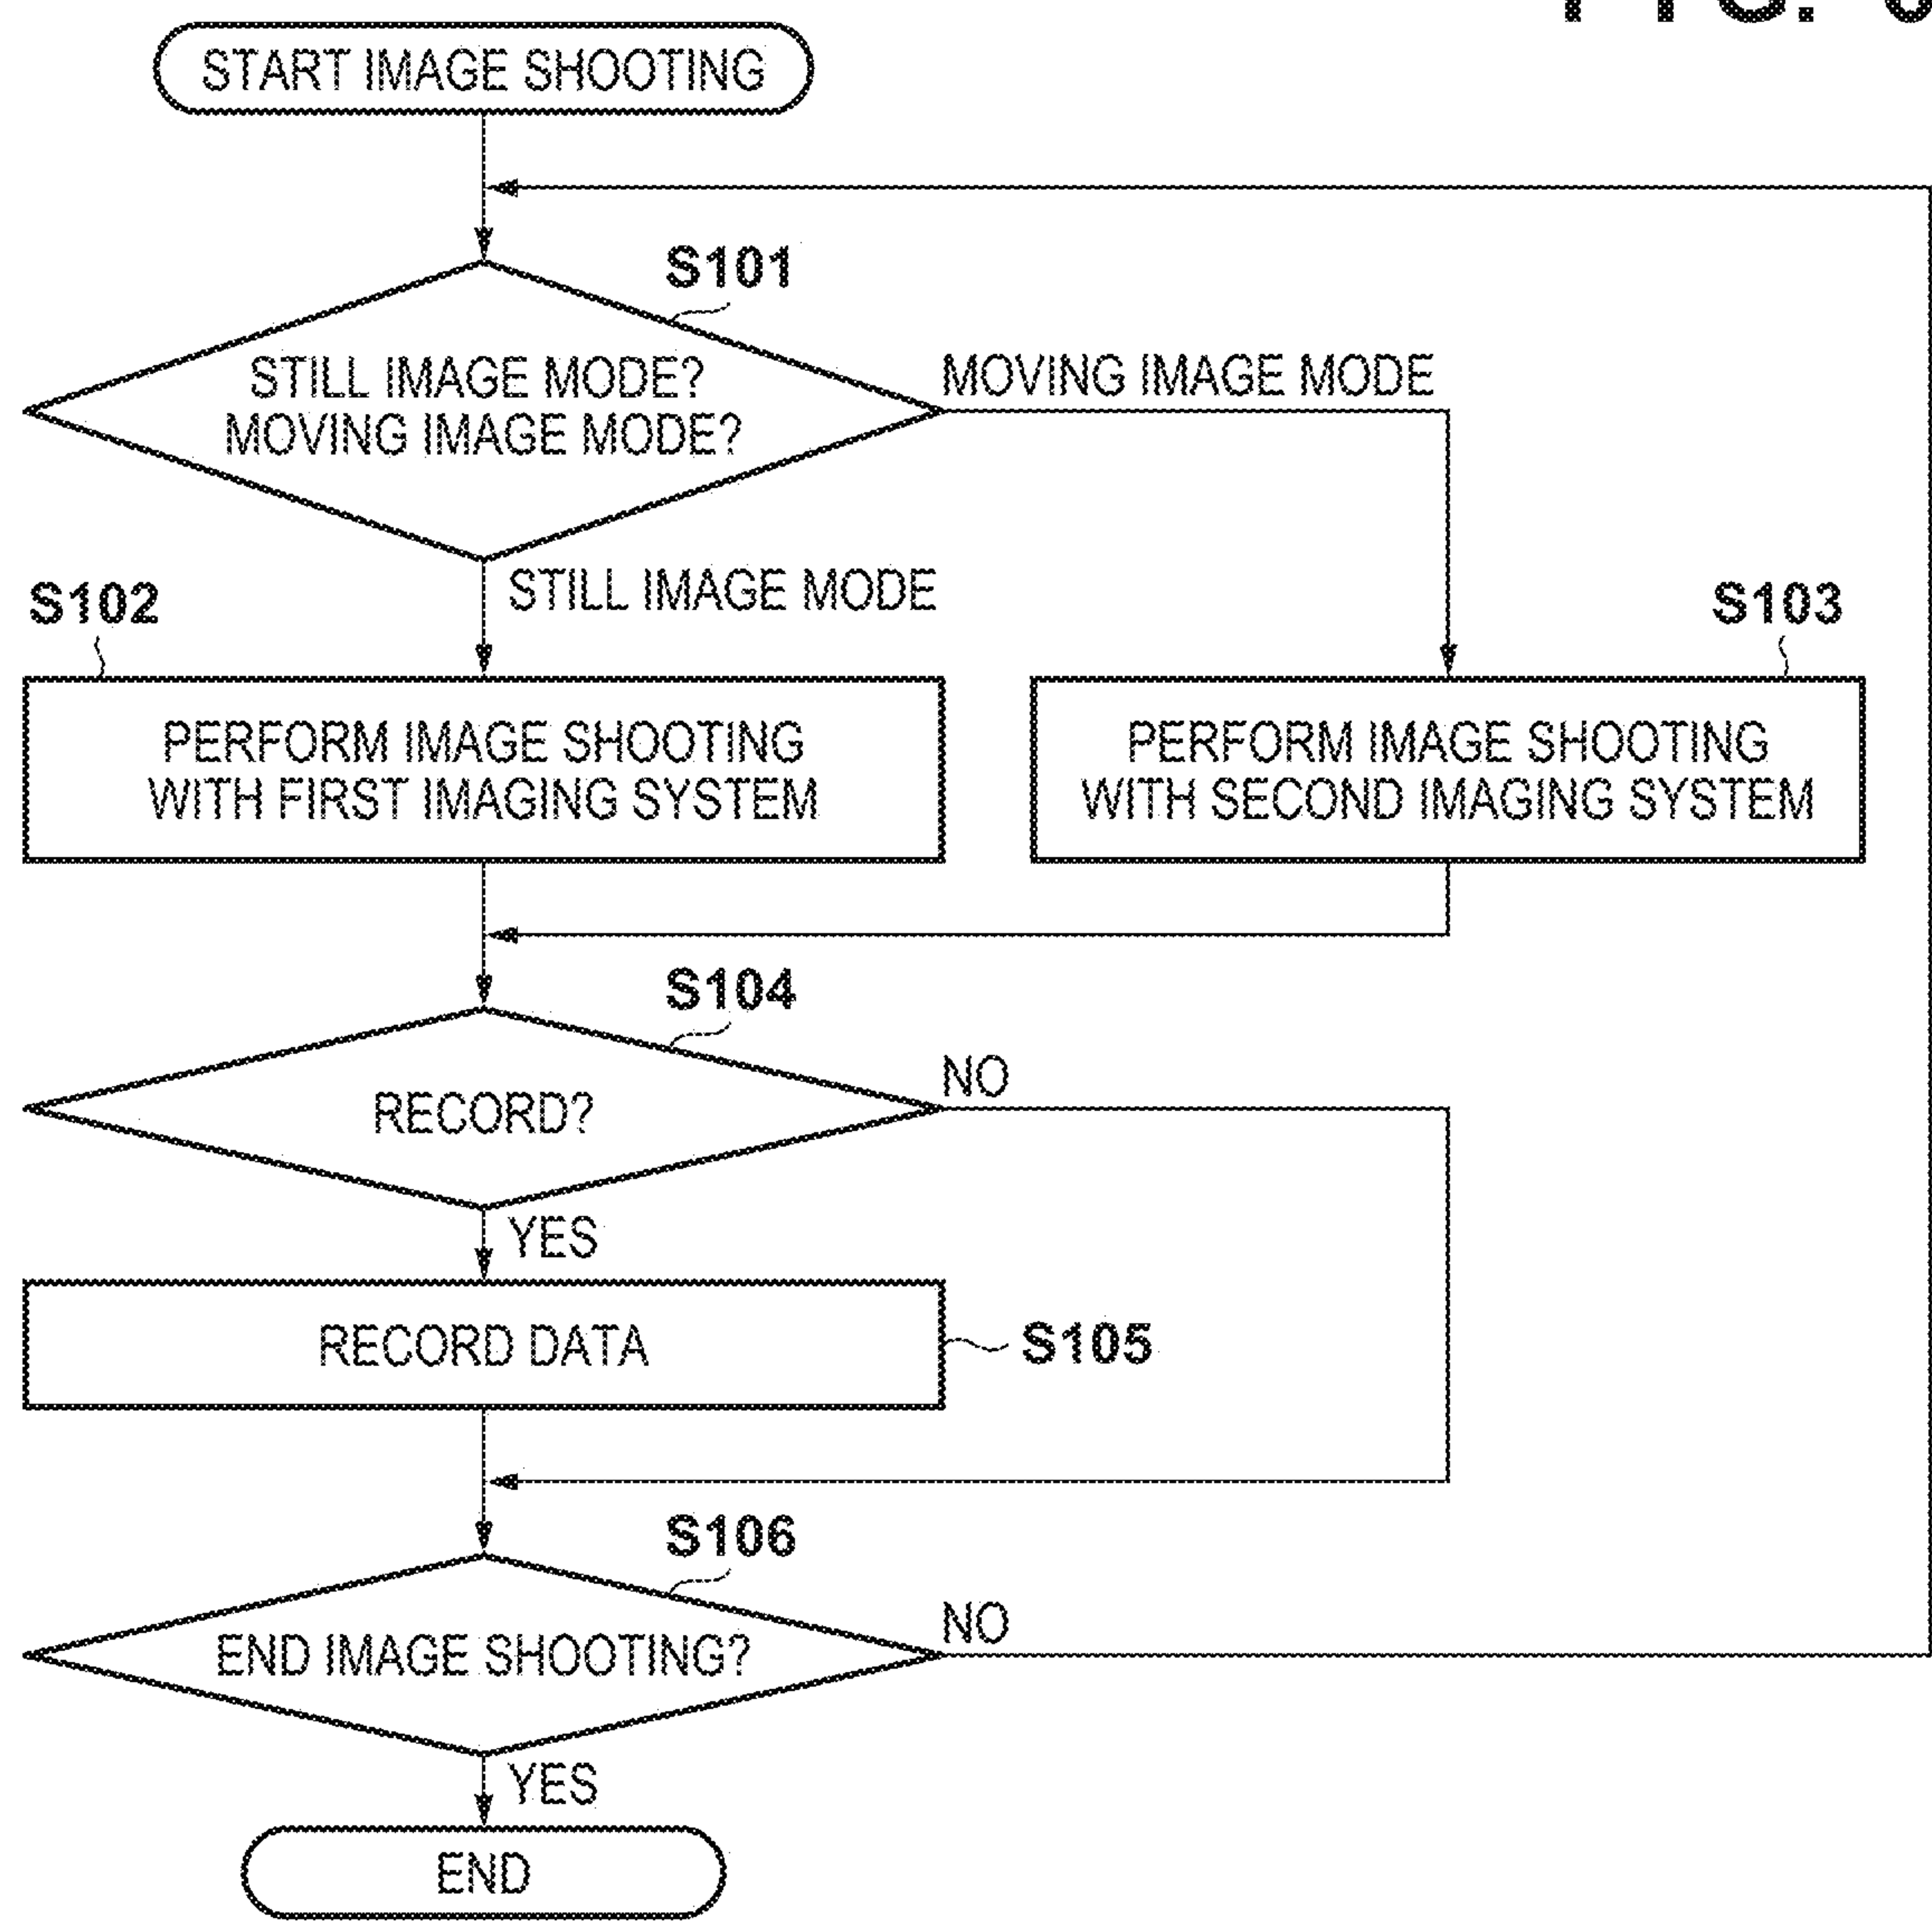 START IMAGE SHOOTING
S101
STILL IMAGE MODE?
MOVING IMAGE MODE?
MOVING IMAGE MODE
STILL IMAGE MODE
S102
S103
PERFORM IMAGE SHOOTING
WITH FIRST IMAGING SYSTEM
PERFORM IMAGE SHOOTING
WITH SECOND IMAGING SYSTEM
S104
RECORD?
NO
YES
RECORD DATA
S105
S106
END IMAGE SHOOTING?
NO
YES
END